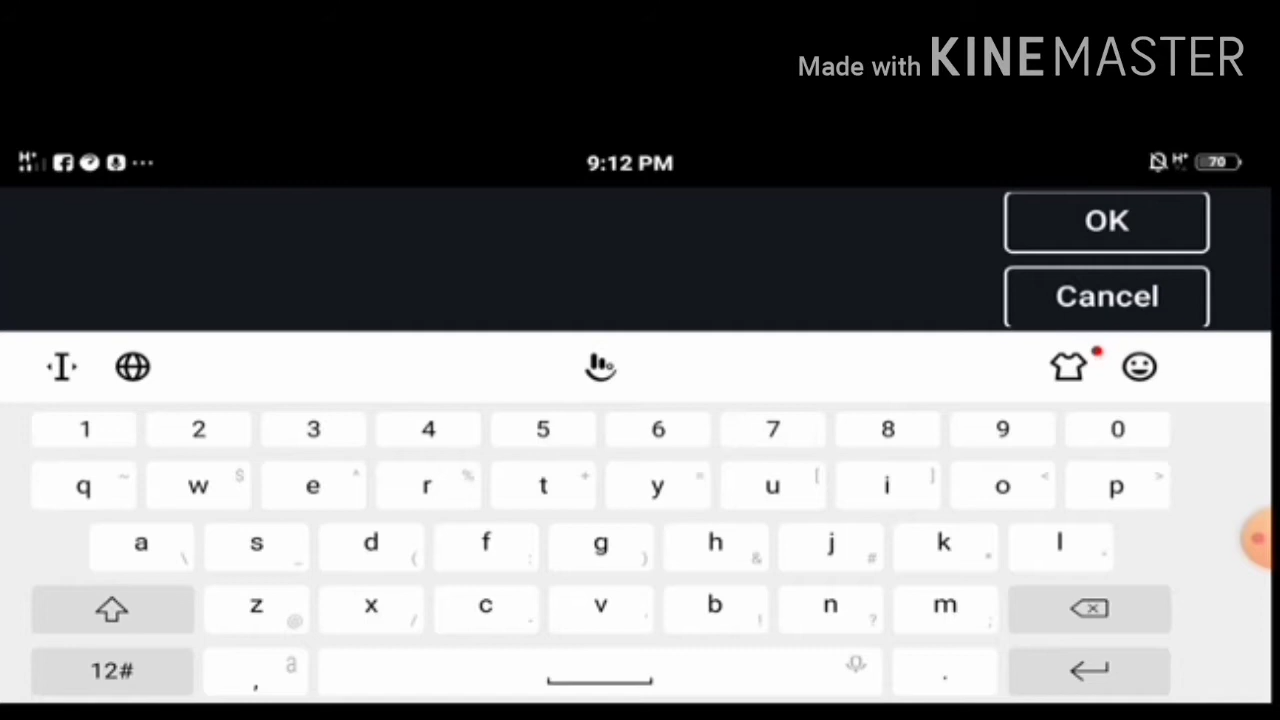 Made with KINEMASTER
H+ 9:12 PM H+ 70
OK
Cancel
1 2 3 4 5 6 7 8 9 0
q ~ w $ e ^ r % t + y = u [ i ] o < p >
a \ s _ d ( f : g ) h & j # k * l
z @ x / c - v b ! n ? m ;
12# , a .